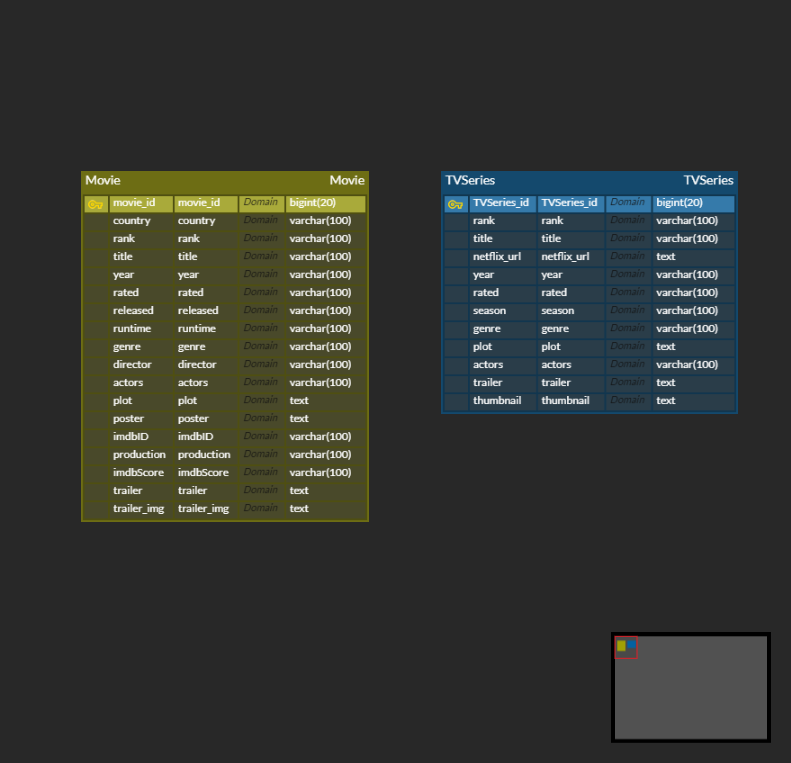 Movie Movie
movie_id movie_id Domain bigint(20)
country country Domain varchar(100)
rank rank Domain varchar(100)
title title Domain varchar(100)
year year Domain varchar(100)
rated rated Domain varchar(100)
released released Domain varchar(100)
runtime runtime Domain varchar(100)
genre genre Domain varchar(100)
director director Domain varchar(100)
actors actors Domain varchar(100)
plot plot Domain text
poster poster Domain text
imdbID imdbID Domain varchar(100)
production production Domain varchar(100)
imdbScore imdbScore Domain varchar(100)
trailer trailer Domain text
trailer_img trailer_img Domain text
TVSeries TVSeries
TVSeries_id TVSeries_id Domain bigint(20)
rank rank Domain varchar(100)
title title Domain varchar(100)
netflix_url netflix_url Domain text
year year Domain varchar(100)
rated rated Domain varchar(100)
season season Domain varchar(100)
genre genre Domain varchar(100)
plot plot Domain text
actors actors Domain varchar(100)
trailer trailer Domain text
thumbnail thumbnail Domain text